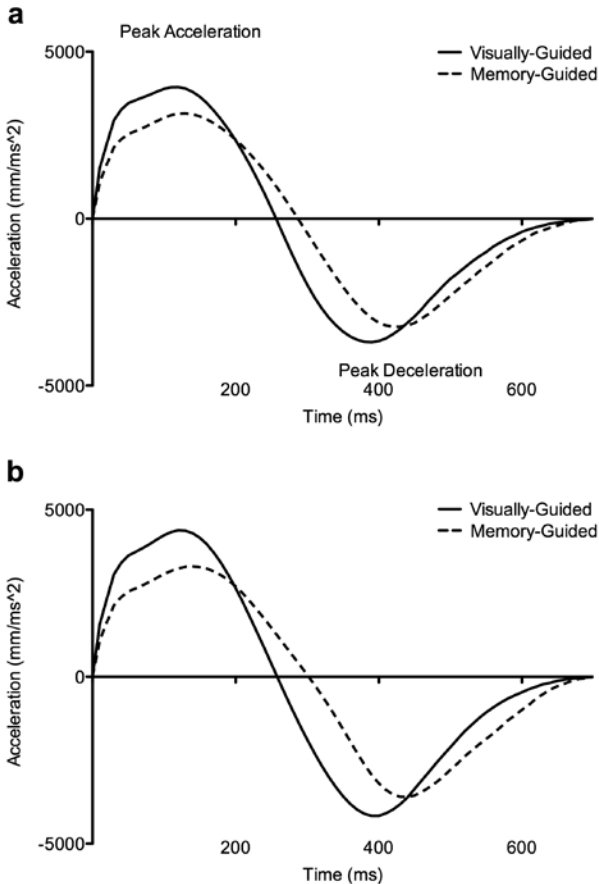 a
Peak Acceleration
5000
Visually-Guided
Memory-Guided
Acceleration (mm/ms^2)
0
Peak Deceleration
-5000
200 400 600
Time (ms)
b
5000
Visually-Guided
Memory-Guided
Acceleration (mm/ms^2)
0
-5000
200 400 600
Time (ms)